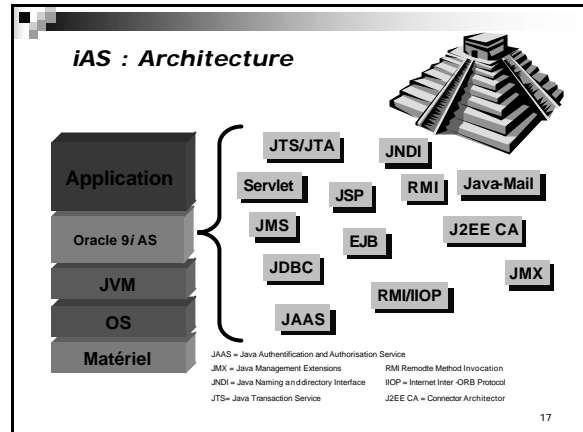 iAS : Architecture
Application
Oracle 9i AS
JVM
OS
Matériel
JTS/JTA
JNDI
Servlet
JSP
RMI
Java-Mail
JMS
EJB
J2EE CA
JDBC
RMI/IIOP
JMX
JAAS
JAAS = Java Authentification and Authorisation Service
JMX = Java Management Extensions
RMI Remodte Method Invocation
JNDI = Java Naming anddirectory Interface
IIOP = Internet Inter -ORB Protocol
JTS= Java Transaction Service
J2EE CA = Connector Architector
17